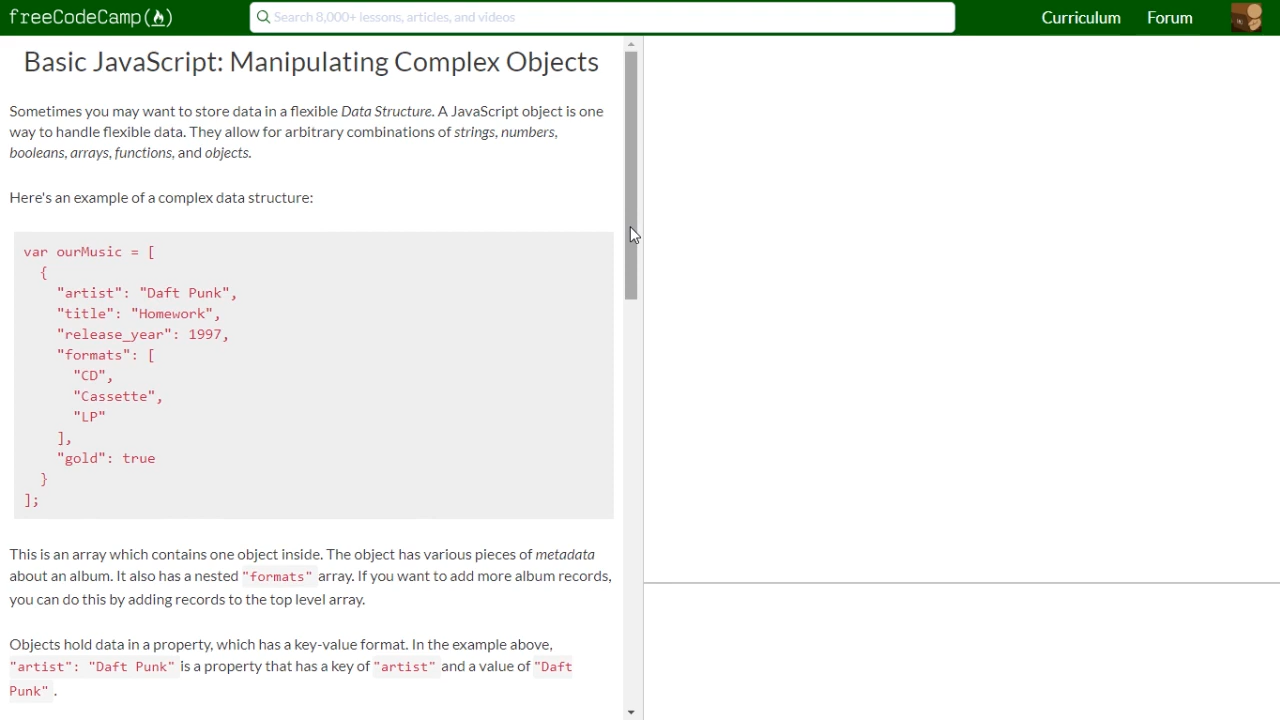 freeCodeCamp
Search 8,000+ lessons, articles, and videos
Curriculum
Forum
Basic JavaScript: Manipulating Complex Objects
Sometimes you may want to store data in a flexible Data Structure. A JavaScript object is one
way to handle flexible data. They allow for arbitrary combinations of strings, numbers,
booleans, arrays, functions, and objects.
Here's an example of a complex data structure:
var ourMusic = [
  {
    "artist": "Daft Punk",
    "title": "Homework",
    "release_year": 1997,
    "formats": [
      "CD",
      "Cassette",
      "LP"
    ],
    "gold": true
  }
];
This is an array which contains one object inside. The object has various pieces of metadata
about an album. It also has a nested "formats" array. If you want to add more album records,
you can do this by adding records to the top level array.
Objects hold data in a property, which has a key-value format. In the example above,
"artist": "Daft Punk" is a property that has a key of "artist" and a value of "Daft
Punk".